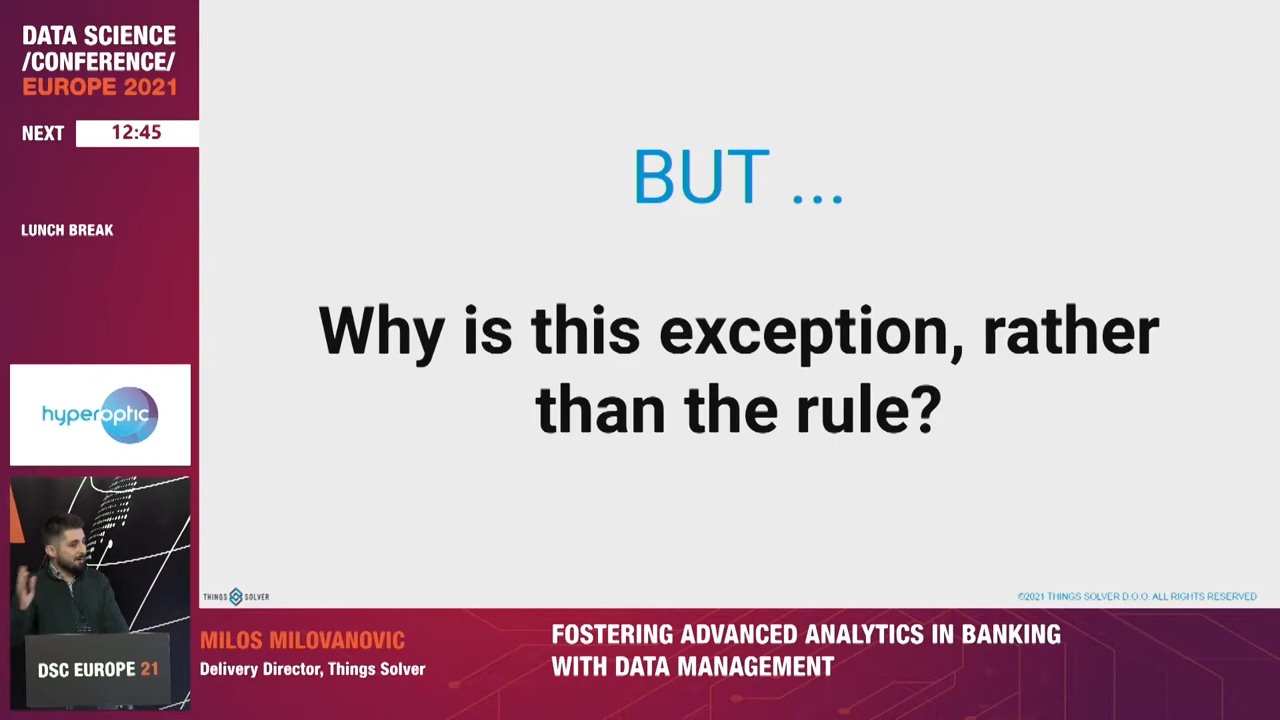 DATA SCIENCE
/CONFERENCE/
EUROPE 2021
NEXT 12:45
LUNCH BREAK
hyperoptic
DSC EUROPE 21
BUT ...
Why is this exception, rather
than the rule?
THINGS SOLVER
©2021 THINGS SOLVER D.O.O. ALL RIGHTS RESERVED
MILOS MILOVANOVIC
Delivery Director, Things Solver
FOSTERING ADVANCED ANALYTICS IN BANKING
WITH DATA MANAGEMENT